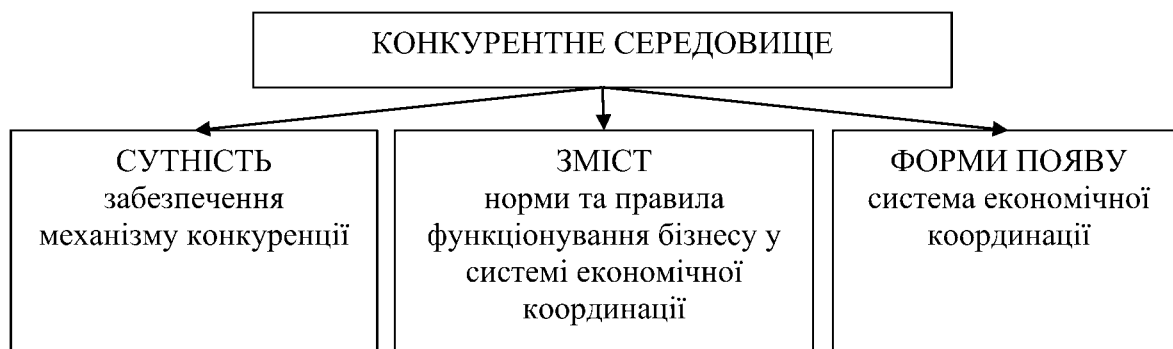 КОНКУРЕНТНЕ СЕРЕДОВИЩЕ
СУТНІСТЬ
забезпечення
механізму конкуренції
ЗМІСТ
норми та правила
функціонування бізнесу у
системі економічної
координації
ФОРМИ ПОЯВУ
система економічної
координації